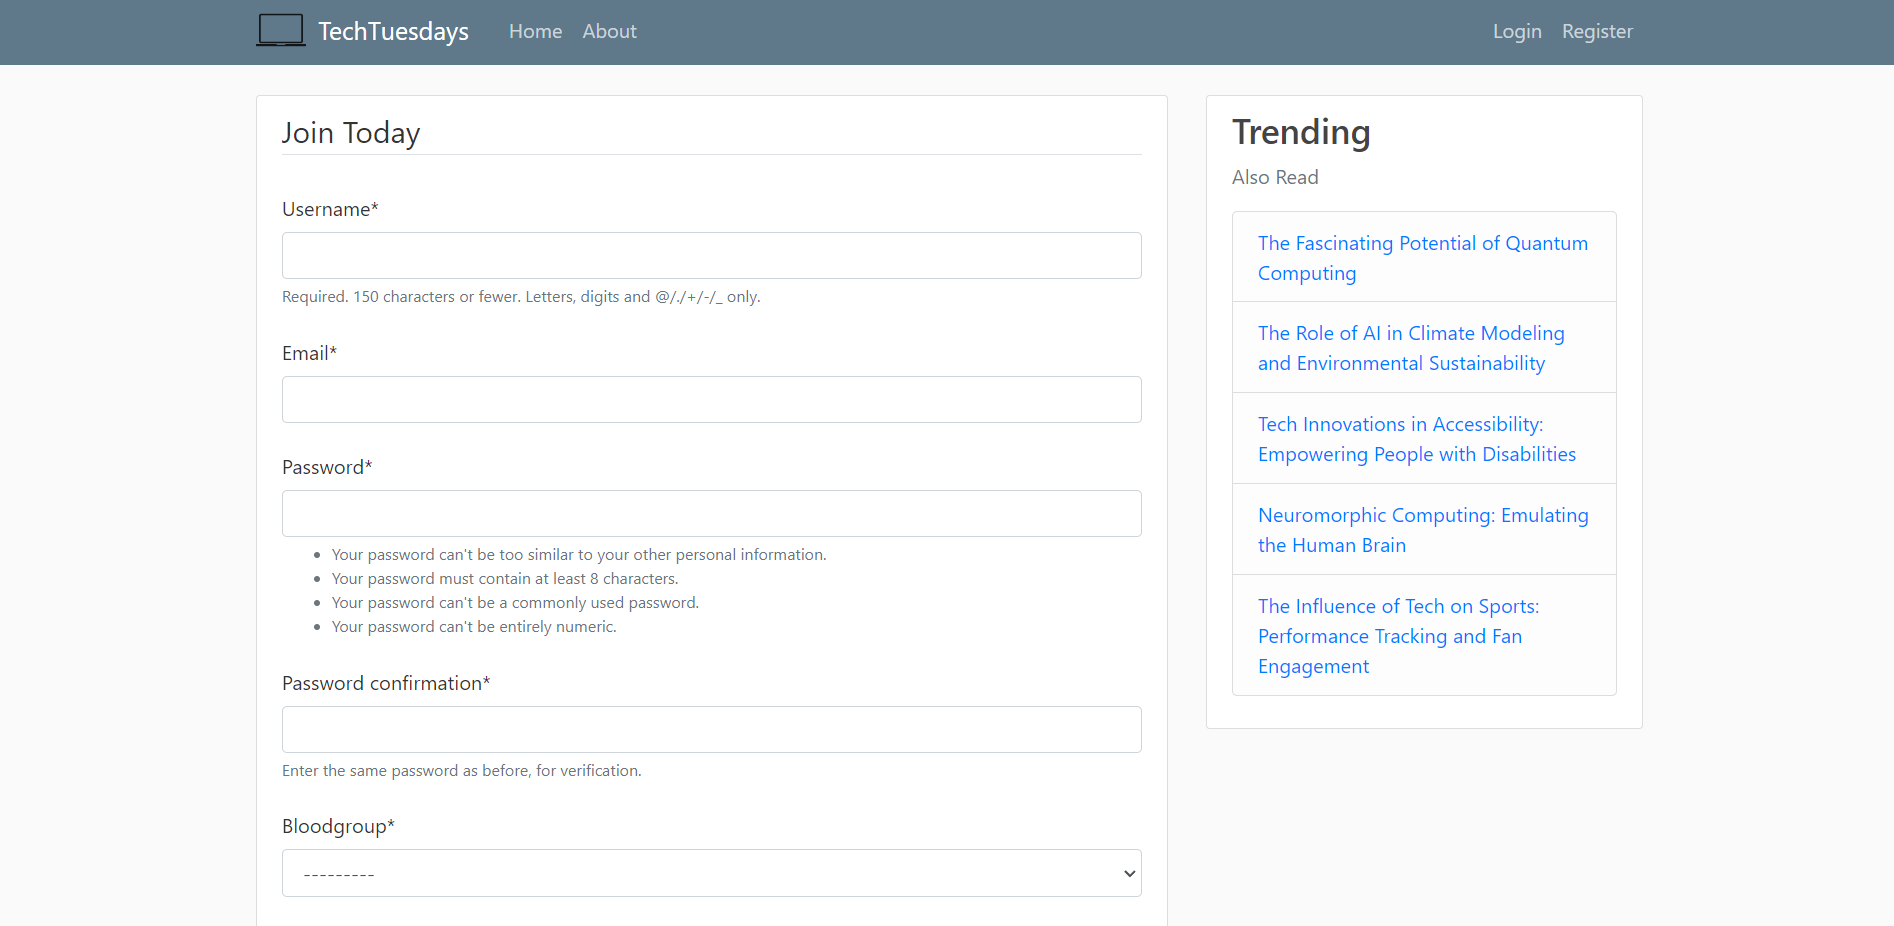 TechTuesdays
Home
About
Login
Register
Join Today
Username*
Required. 150 characters or fewer. Letters, digits and @/./+/-/_ only.
Email*
Password*
Your password can't be too similar to your other personal information.
Your password must contain at least 8 characters.
Your password can't be a commonly used password.
Your password can't be entirely numeric.
Password confirmation*
Enter the same password as before, for verification.
Bloodgroup*
---------
Trending
Also Read
The Fascinating Potential of Quantum
Computing
The Role of AI in Climate Modeling
and Environmental Sustainability
Tech Innovations in Accessibility:
Empowering People with Disabilities
Neuromorphic Computing: Emulating
the Human Brain
The Influence of Tech on Sports:
Performance Tracking and Fan
Engagement